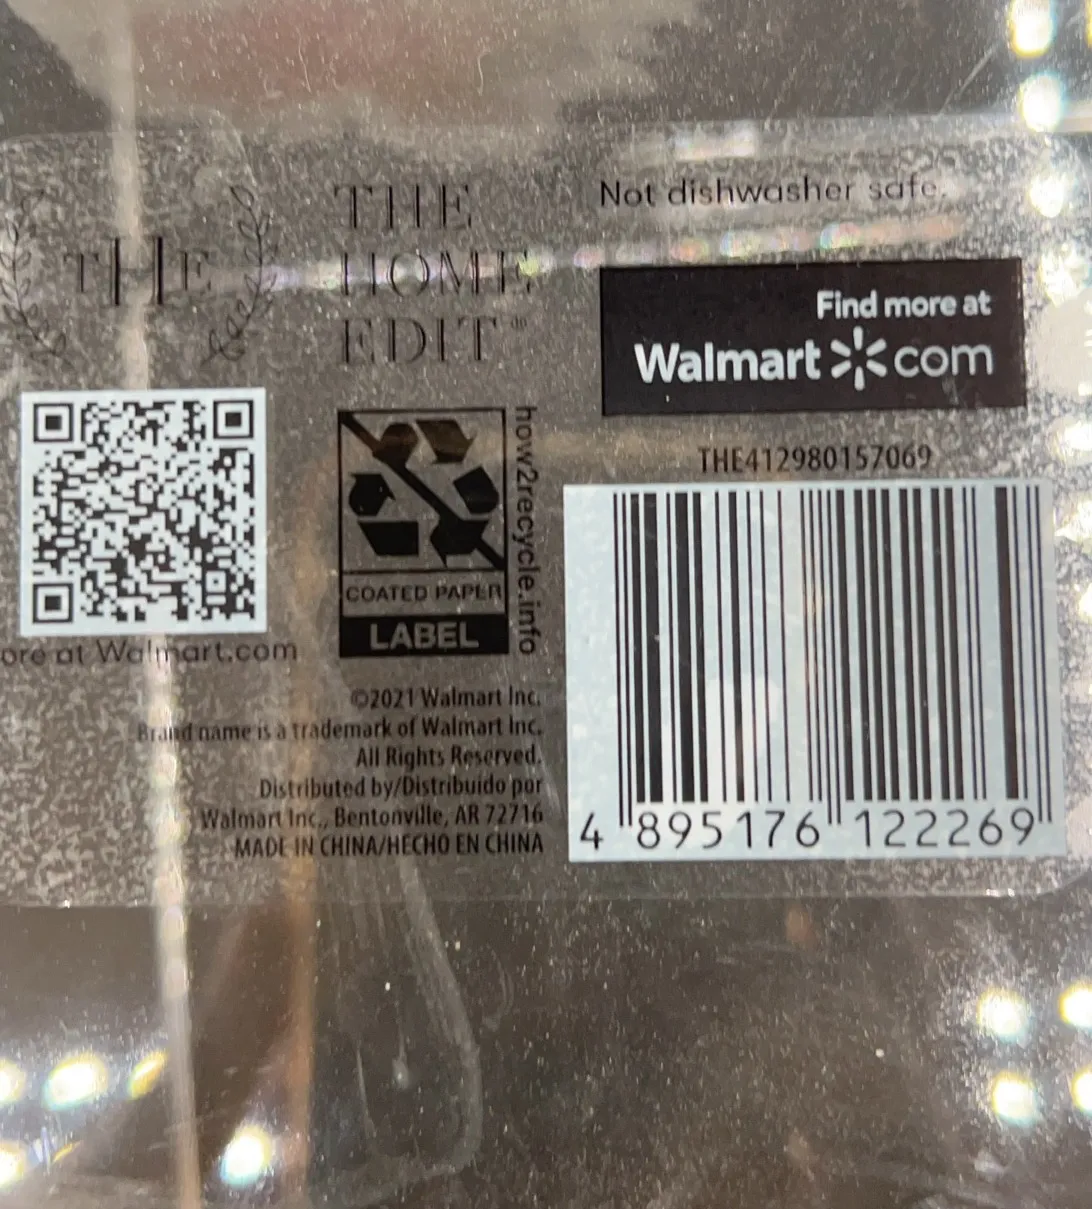 THE
THE
HOME
EDIT
Not dishwasher safe.
Find more at
Walmart com
THE412980157069
how2recycle.info
COATED PAPER
LABEL
at Walmart.com
©2021 Walmart Inc.
Brand name is a trademark of Walmart Inc.
All Rights Reserved.
Distributed by/Distribuido por
Walmart Inc., Bentonville, AR 72716
MADE IN CHINA/HECHO EN CHINA
4 895176 122269